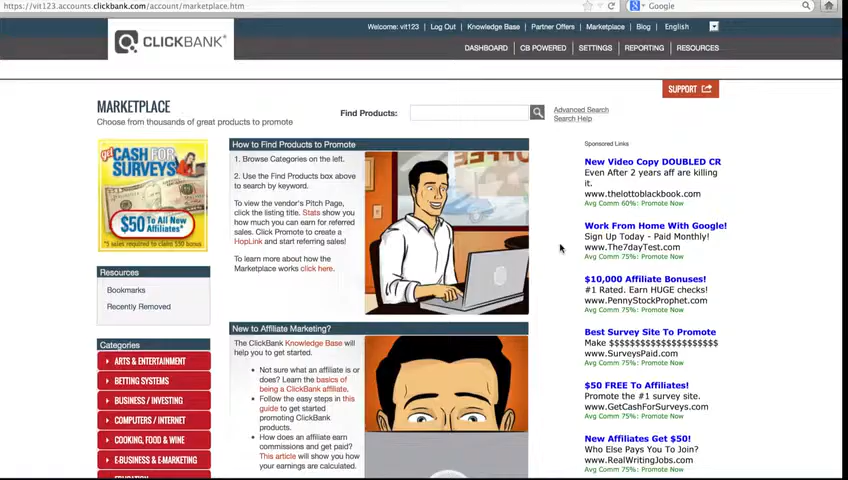 https://vit123.accounts.clickbank.com/account/marketplace.htm
Google
Welcome: vit123 | Log Out | Knowledge Base | Partner Offers | Marketplace | Blog | English
CLICKBANK
DASHBOARD | CB POWERED | SETTINGS | REPORTING | RESOURCES
SUPPORT
MARKETPLACE
Choose from thousands of great products to promote
Find Products:
Advanced Search
Search Help
get CASH FOR SURVEYS
$50 To All New Affiliates*
Resources
Bookmarks
Recently Removed
Categories
ARTS & ENTERTAINMENT
BETTING SYSTEMS
BUSINESS / INVESTING
COMPUTERS / INTERNET
COOKING, FOOD & WINE
E-BUSINESS & E-MARKETING
EDUCATION
How to Find Products to Promote
1. Browse Categories on the left.
2. Use the Find Products box above
to search by keyword.
To view the vendor's Pitch Page,
click the listing title. Stats show you
how much you can earn for referred
sales. Click Promote to create a
HopLink and start referring sales!
To learn more about how the
Marketplace works click here.
New to Affiliate Marketing?
The ClickBank Knowledge Base will
help you to get started.
Not sure what an affiliate is or
does? Learn the basics of
being a ClickBank affiliate.
Follow the easy steps in this
guide to get started
promoting ClickBank
products.
How does an affiliate earn
commissions and get paid?
This article will show you how
your earnings are calculated.
Sponsored Links
New Video Copy DOUBLED CR
Even After 2 years aff are killing
it.
www.thelottoblackbook.com
Avg Comm 60%: Promote Now
Work From Home With Google!
Sign Up Today - Paid Monthly!
www.The7dayTest.com
Avg Comm 75%: Promote Now
$10,000 Affiliate Bonuses!
#1 Rated. Earn HUGE checks!
www.PennyStockProphet.com
Avg Comm 75%: Promote Now
Best Survey Site To Promote
Make $$$$$$$$$$$$$$$$$$$$$
www.SurveysPaid.com
Avg Comm 75%: Promote Now
$50 FREE To Affiliates!
Promote the #1 survey site.
www.GetCashForSurveys.com
Avg Comm 75%: Promote Now
New Affiliates Get $50!
Who Else Pays You To Join?
www.RealWritingJobs.com
Avg Comm 75%: Promote Now